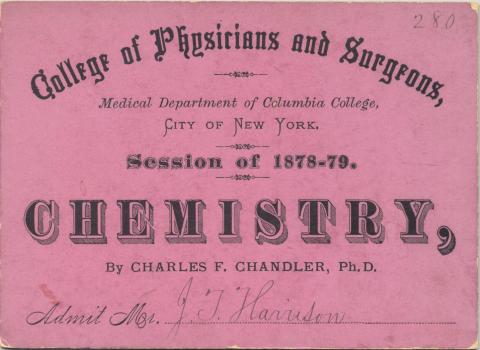 280
College of Physicians and Surgeons,
Medical Department of Columbia College,
CITY OF NEW YORK.
Session of 1878-79.
CHEMISTRY,
By CHARLES F. CHANDLER, Ph.D.
Admit Mr. J. T. Harrison